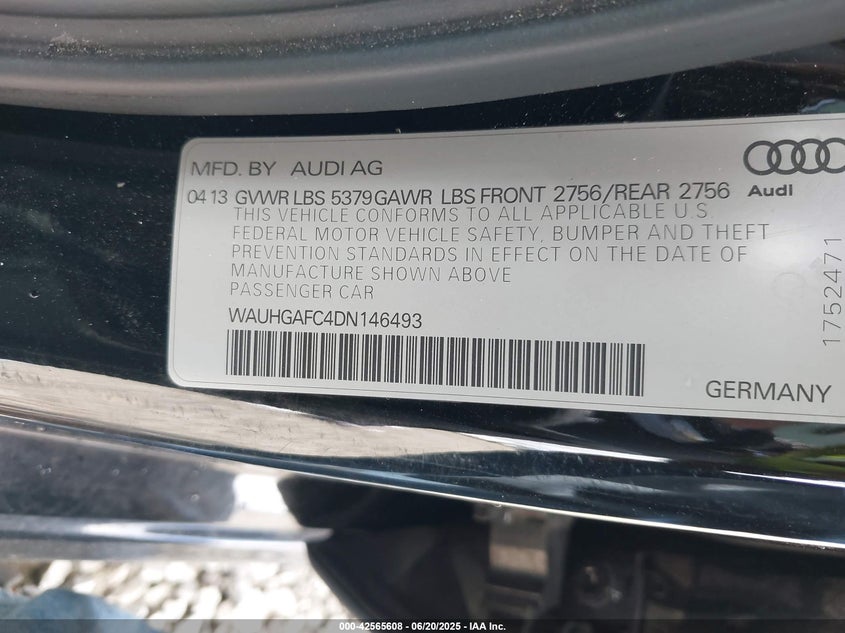 MFD. BY AUDI AG
Audi
04 13 GVWR LBS 5379 GAWR LBS FRONT 2756/REAR 2756
THIS VEHICLE CONFORMS TO ALL APPLICABLE U.S.
FEDERAL MOTOR VEHICLE SAFETY, BUMPER AND THEFT
PREVENTION STANDARDS IN EFFECT ON THE DATE OF
MANUFACTURE SHOWN ABOVE
PASSENGER CAR
WAUHGAFC4DN146493
1752471
GERMANY
000-42565608 - 06/20/2025 - IAA Inc.